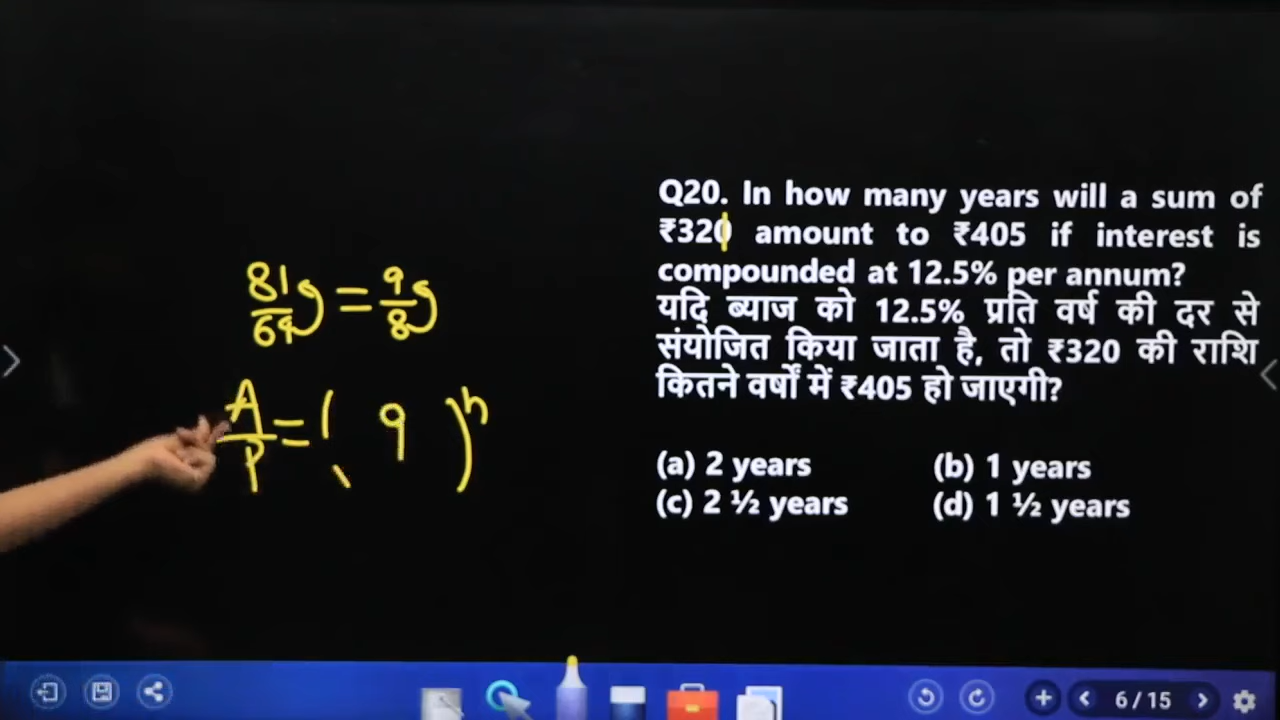 81/64 = 9/8
A/P = ( 9 )ⁿ
Q20. In how many years will a sum of
₹320 amount to ₹405 if interest is
compounded at 12.5% per annum?
यदि ब्याज को 12.5% प्रति वर्ष की दर से
संयोजित किया जाता है, तो ₹320 की राशि
कितने वर्षों में ₹405 हो जाएगी?
(a) 2 years (b) 1 years
(c) 2 ½ years (d) 1 ½ years
6/15